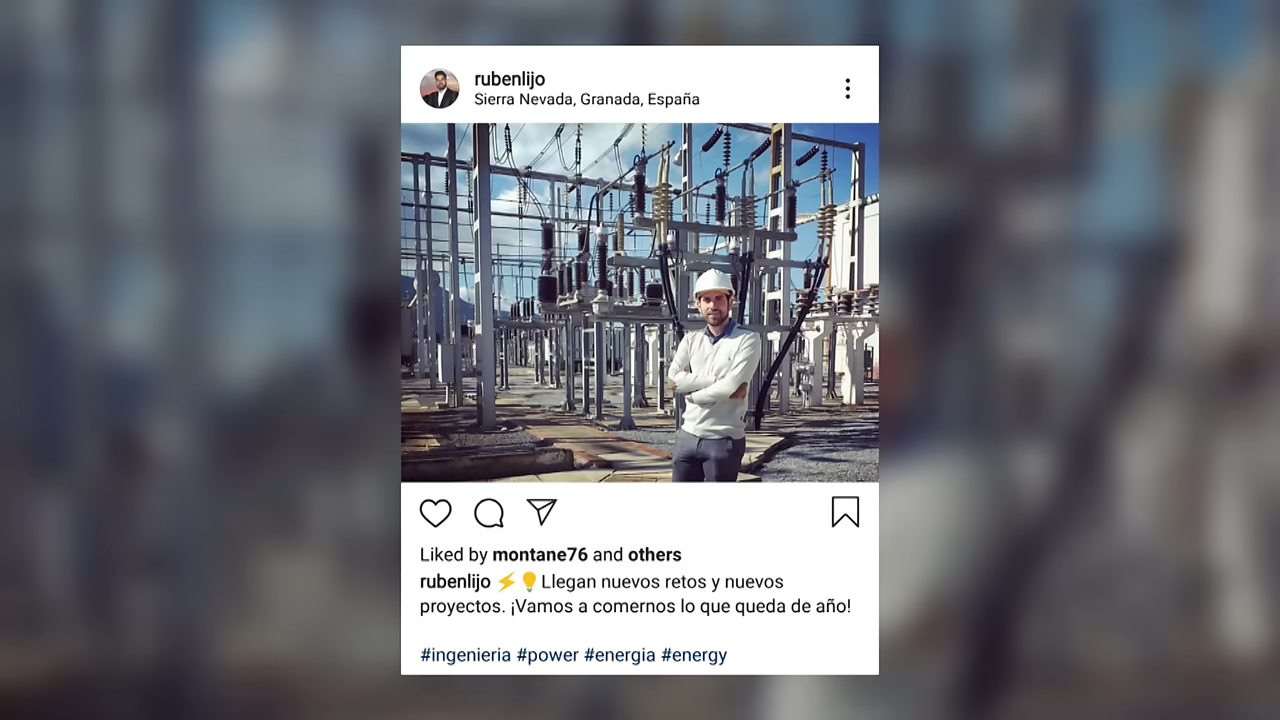 rubenlijo
Sierra Nevada, Granada, España
Liked by montane76 and others
rubenlijo ⚡💡Llegan nuevos retos y nuevos
proyectos. ¡Vamos a comernos lo que queda de año!
#ingenieria #power #energia #energy